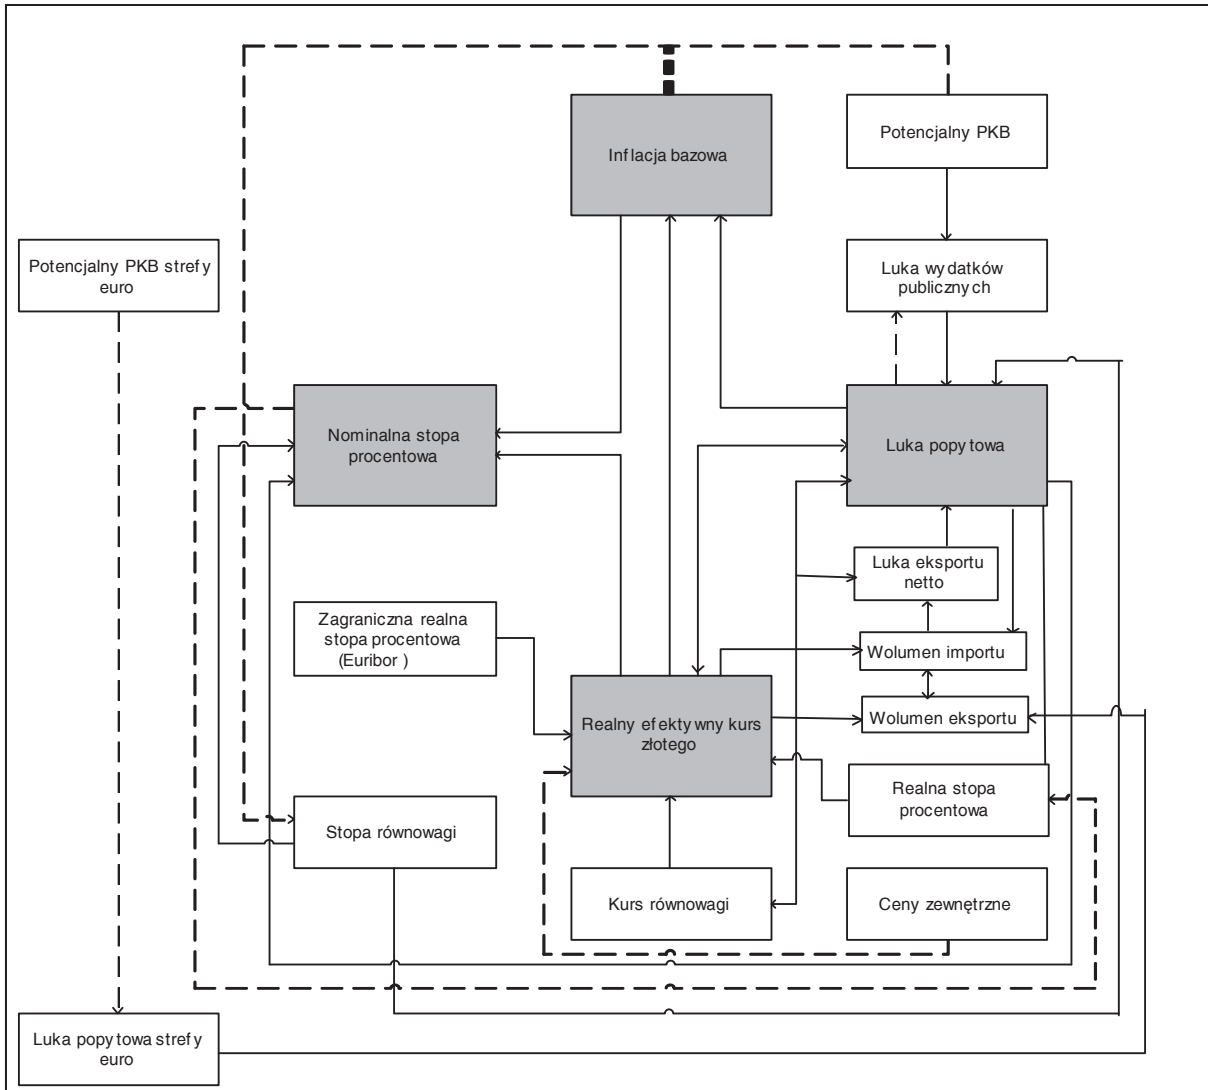 Potencjalny PKB
Inflacja bazowa
Potencjalny PKB strefy
euro
Luka wydatków
publicznych
Nominalna stopa
procentowa
Luka popytowa
Luka eksportu
netto
Zagraniczna realna
stopa procentowa
(Euribor )
Wolumen importu
Realny efektywny kurs
złotego
Wolumen eksportu
Realna stopa
procentowa
Stopa równowagi
Kurs równowagi
Ceny zewnętrzne
Luka popytowa strefy
euro